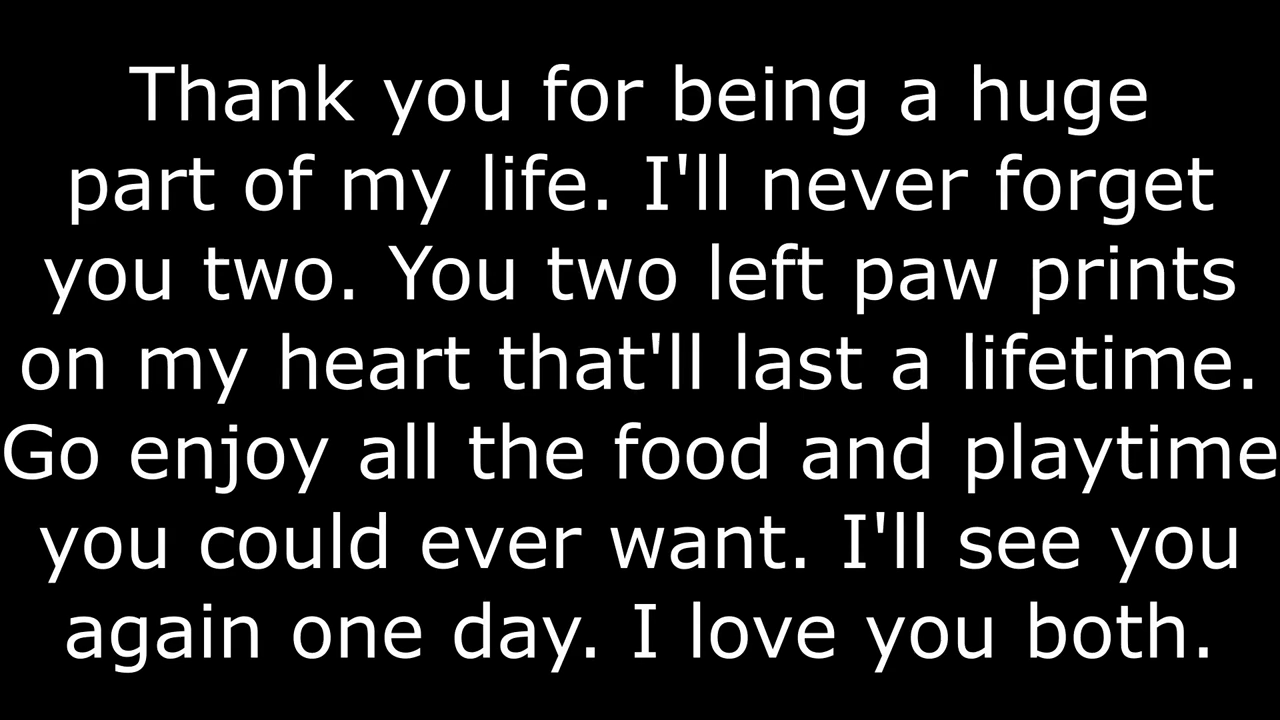 Thank you for being a huge
part of my life. I'll never forget
you two. You two left paw prints
on my heart that'll last a lifetime.
Go enjoy all the food and playtime
you could ever want. I'll see you
again one day. I love you both.